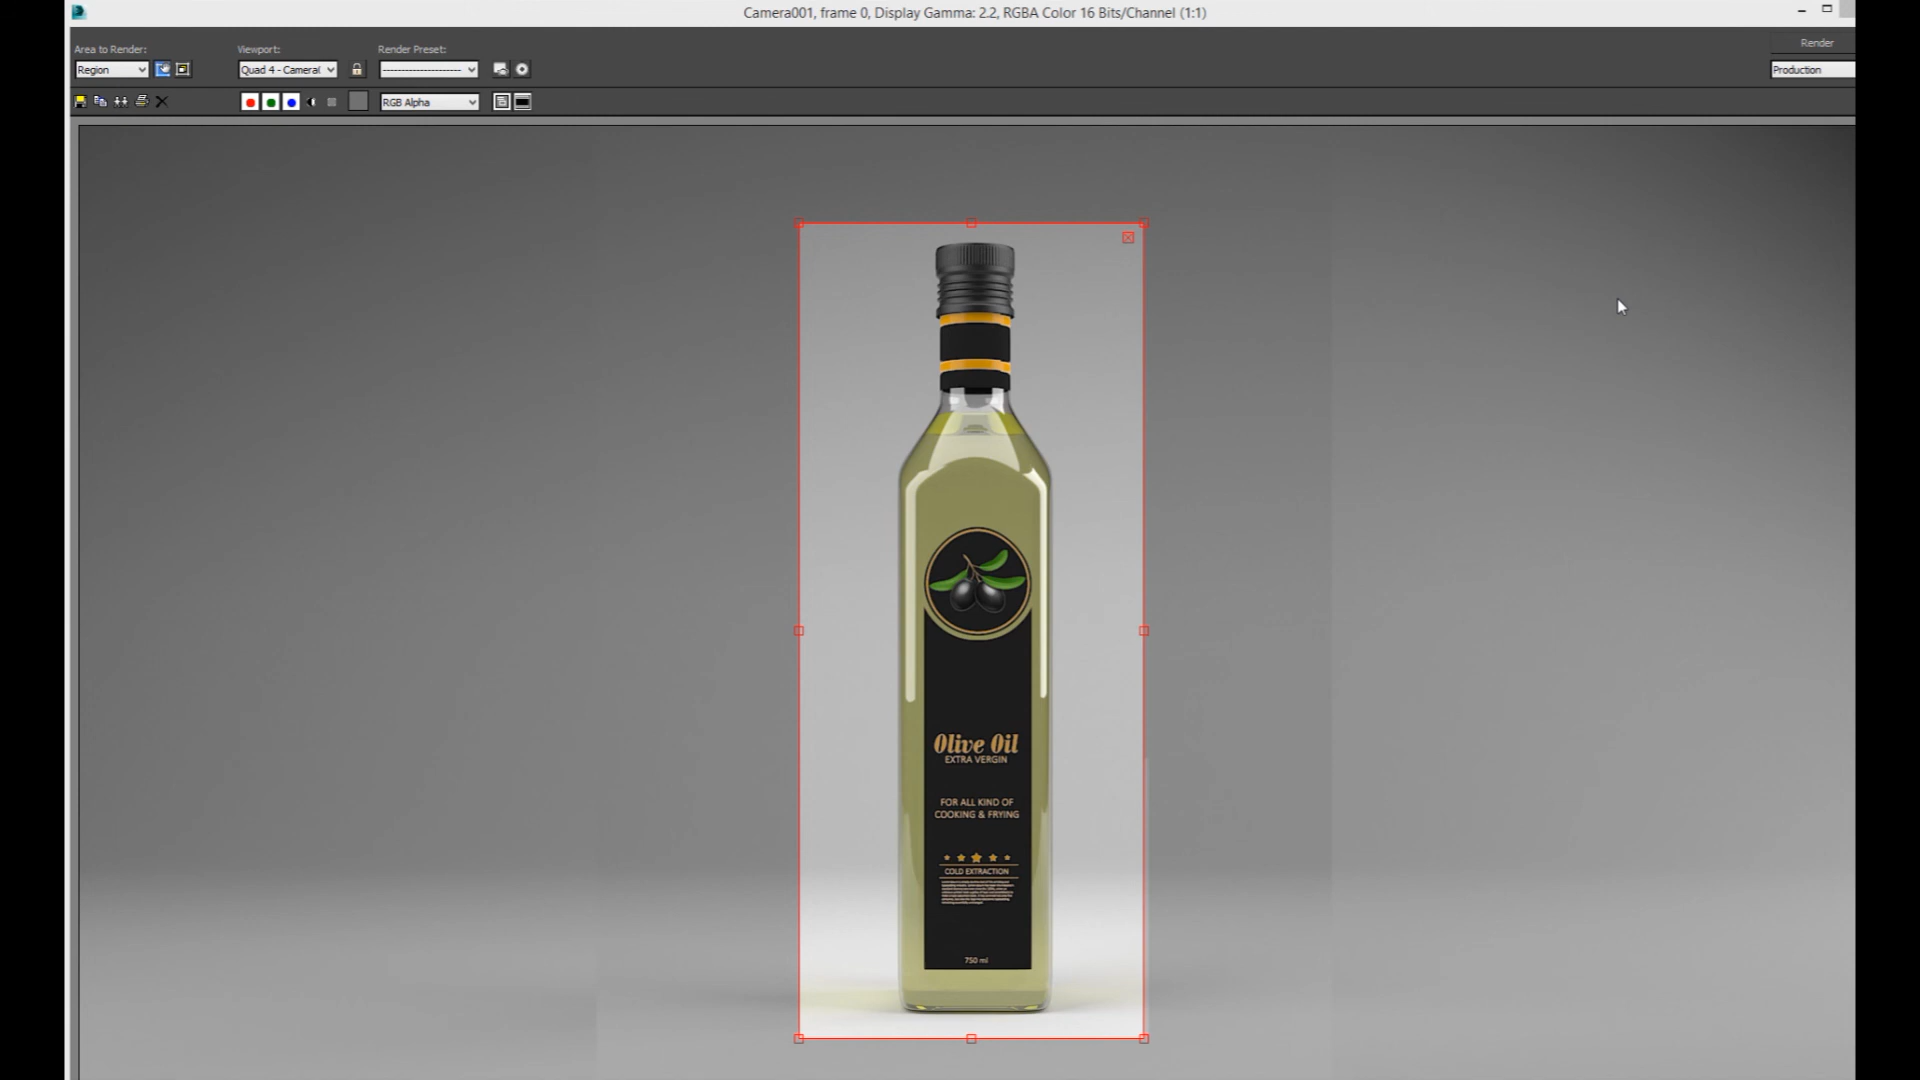 Camera001, frame 0, Display Gamma: 2.2, RGBA Color 16 Bits/Channel (1:1)
Area to Render:
Viewport:
Render Preset:
Render
Region
Quad 4 - Camera
Production
RGB Alpha
Olive Oil
EXTRA VERGIN
FOR ALL KIND OF
COOKING & FRYING
COLD EXTRACTION
750 ml